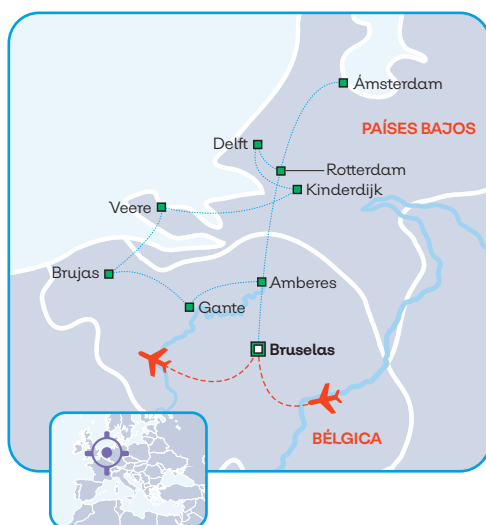 Ámsterdam
PAÍSES BAJOS
Delft
Rotterdam
Kinderdijk
Veere
Brujas
Amberes
Gante
Bruselas
BÉLGICA